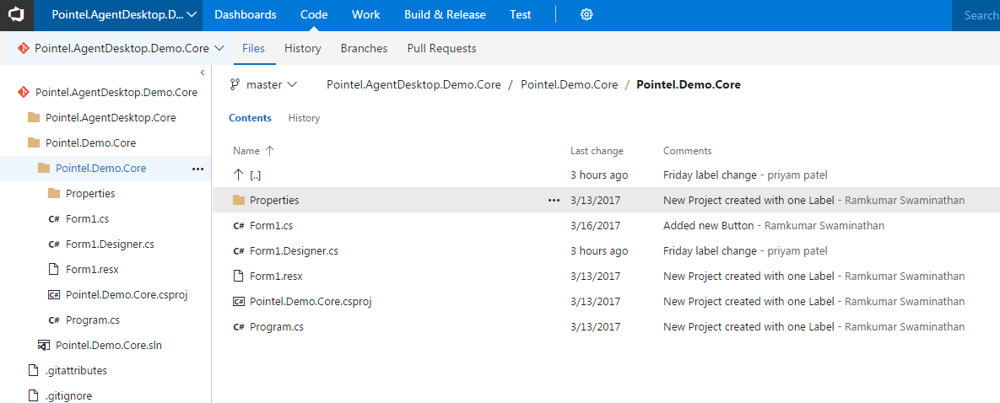 Pointel.AgentDesktop.D... Dashboards Code Work Build & Release Test Search
Pointel.AgentDesktop.Demo.Core Files History Branches Pull Requests
Pointel.AgentDesktop.Demo.Core
Pointel.AgentDesktop.Core
Pointel.Demo.Core
Pointel.Demo.Core ...
Properties
C# Form1.cs
C# Form1.Designer.cs
Form1.resx
C# Pointel.Demo.Core.csproj
C# Program.cs
Pointel.Demo.Core.sln
.gitattributes
.gitignore
master Pointel.AgentDesktop.Demo.Core / Pointel.Demo.Core / Pointel.Demo.Core
Contents History
Name Last change Comments
[..] 3 hours ago Friday label change - priyam patel
Properties ... 3/13/2017 New Project created with one Label - Ramkumar Swaminathan
C# Form1.cs 3/16/2017 Added new Button - Ramkumar Swaminathan
C# Form1.Designer.cs 3 hours ago Friday label change - priyam patel
Form1.resx 3/13/2017 New Project created with one Label - Ramkumar Swaminathan
C# Pointel.Demo.Core.csproj 3/13/2017 New Project created with one Label - Ramkumar Swaminathan
C# Program.cs 3/13/2017 New Project created with one Label - Ramkumar Swaminathan